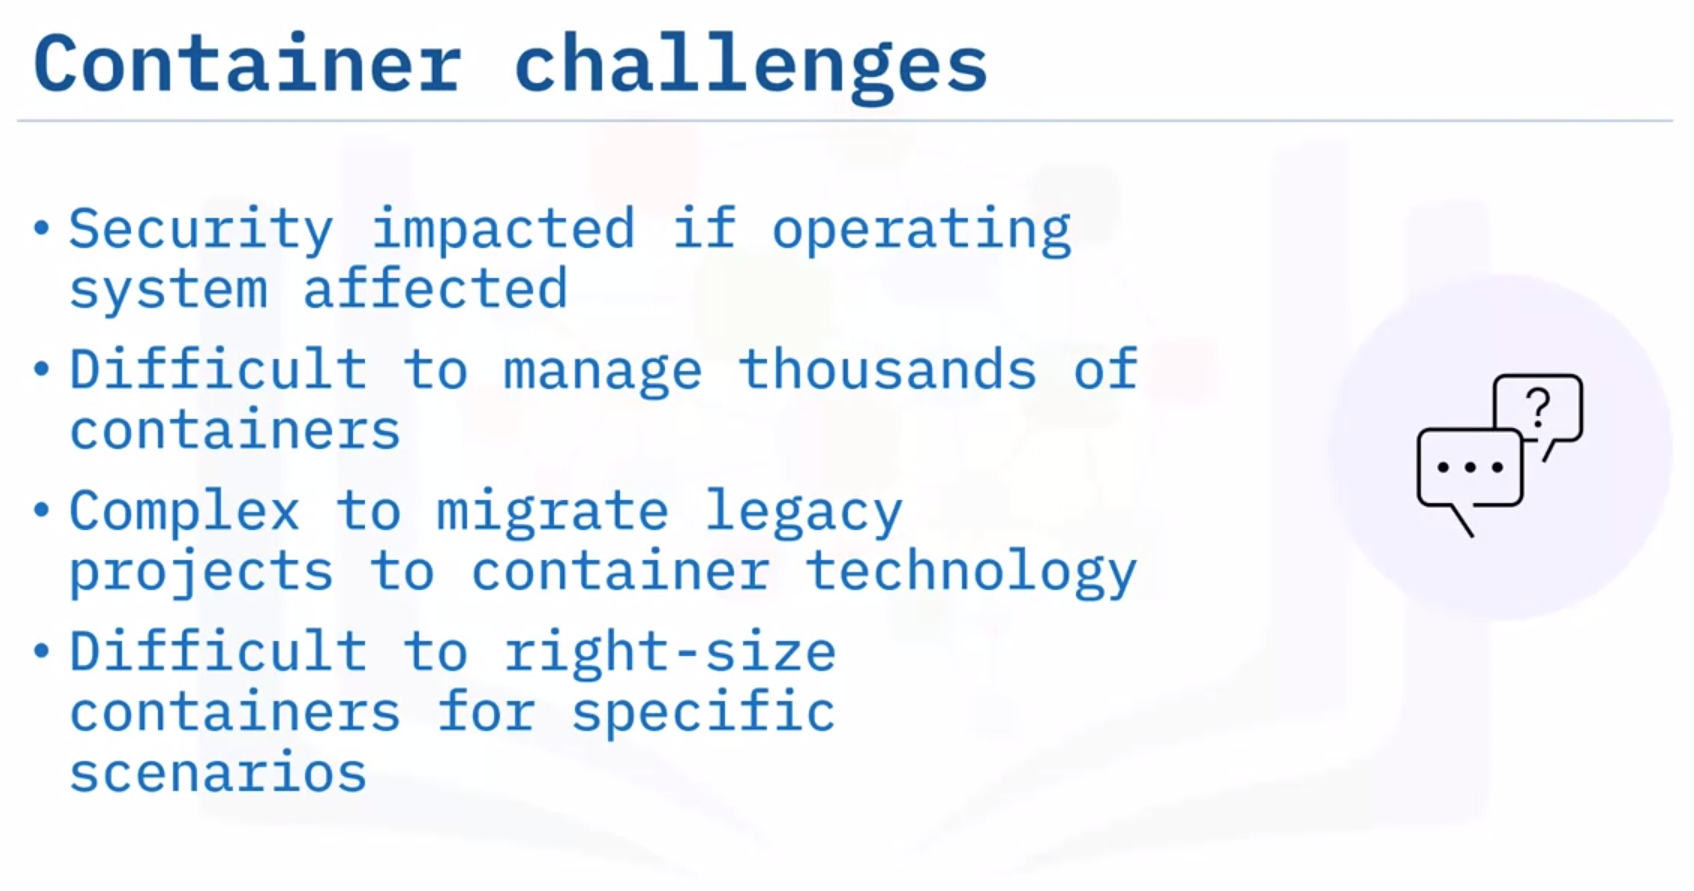 Container challenges
• Security impacted if operating
system affected
• Difficult to manage thousands of
containers
• Complex to migrate legacy
projects to container technology
• Difficult to right-size
containers for specific
scenarios
?